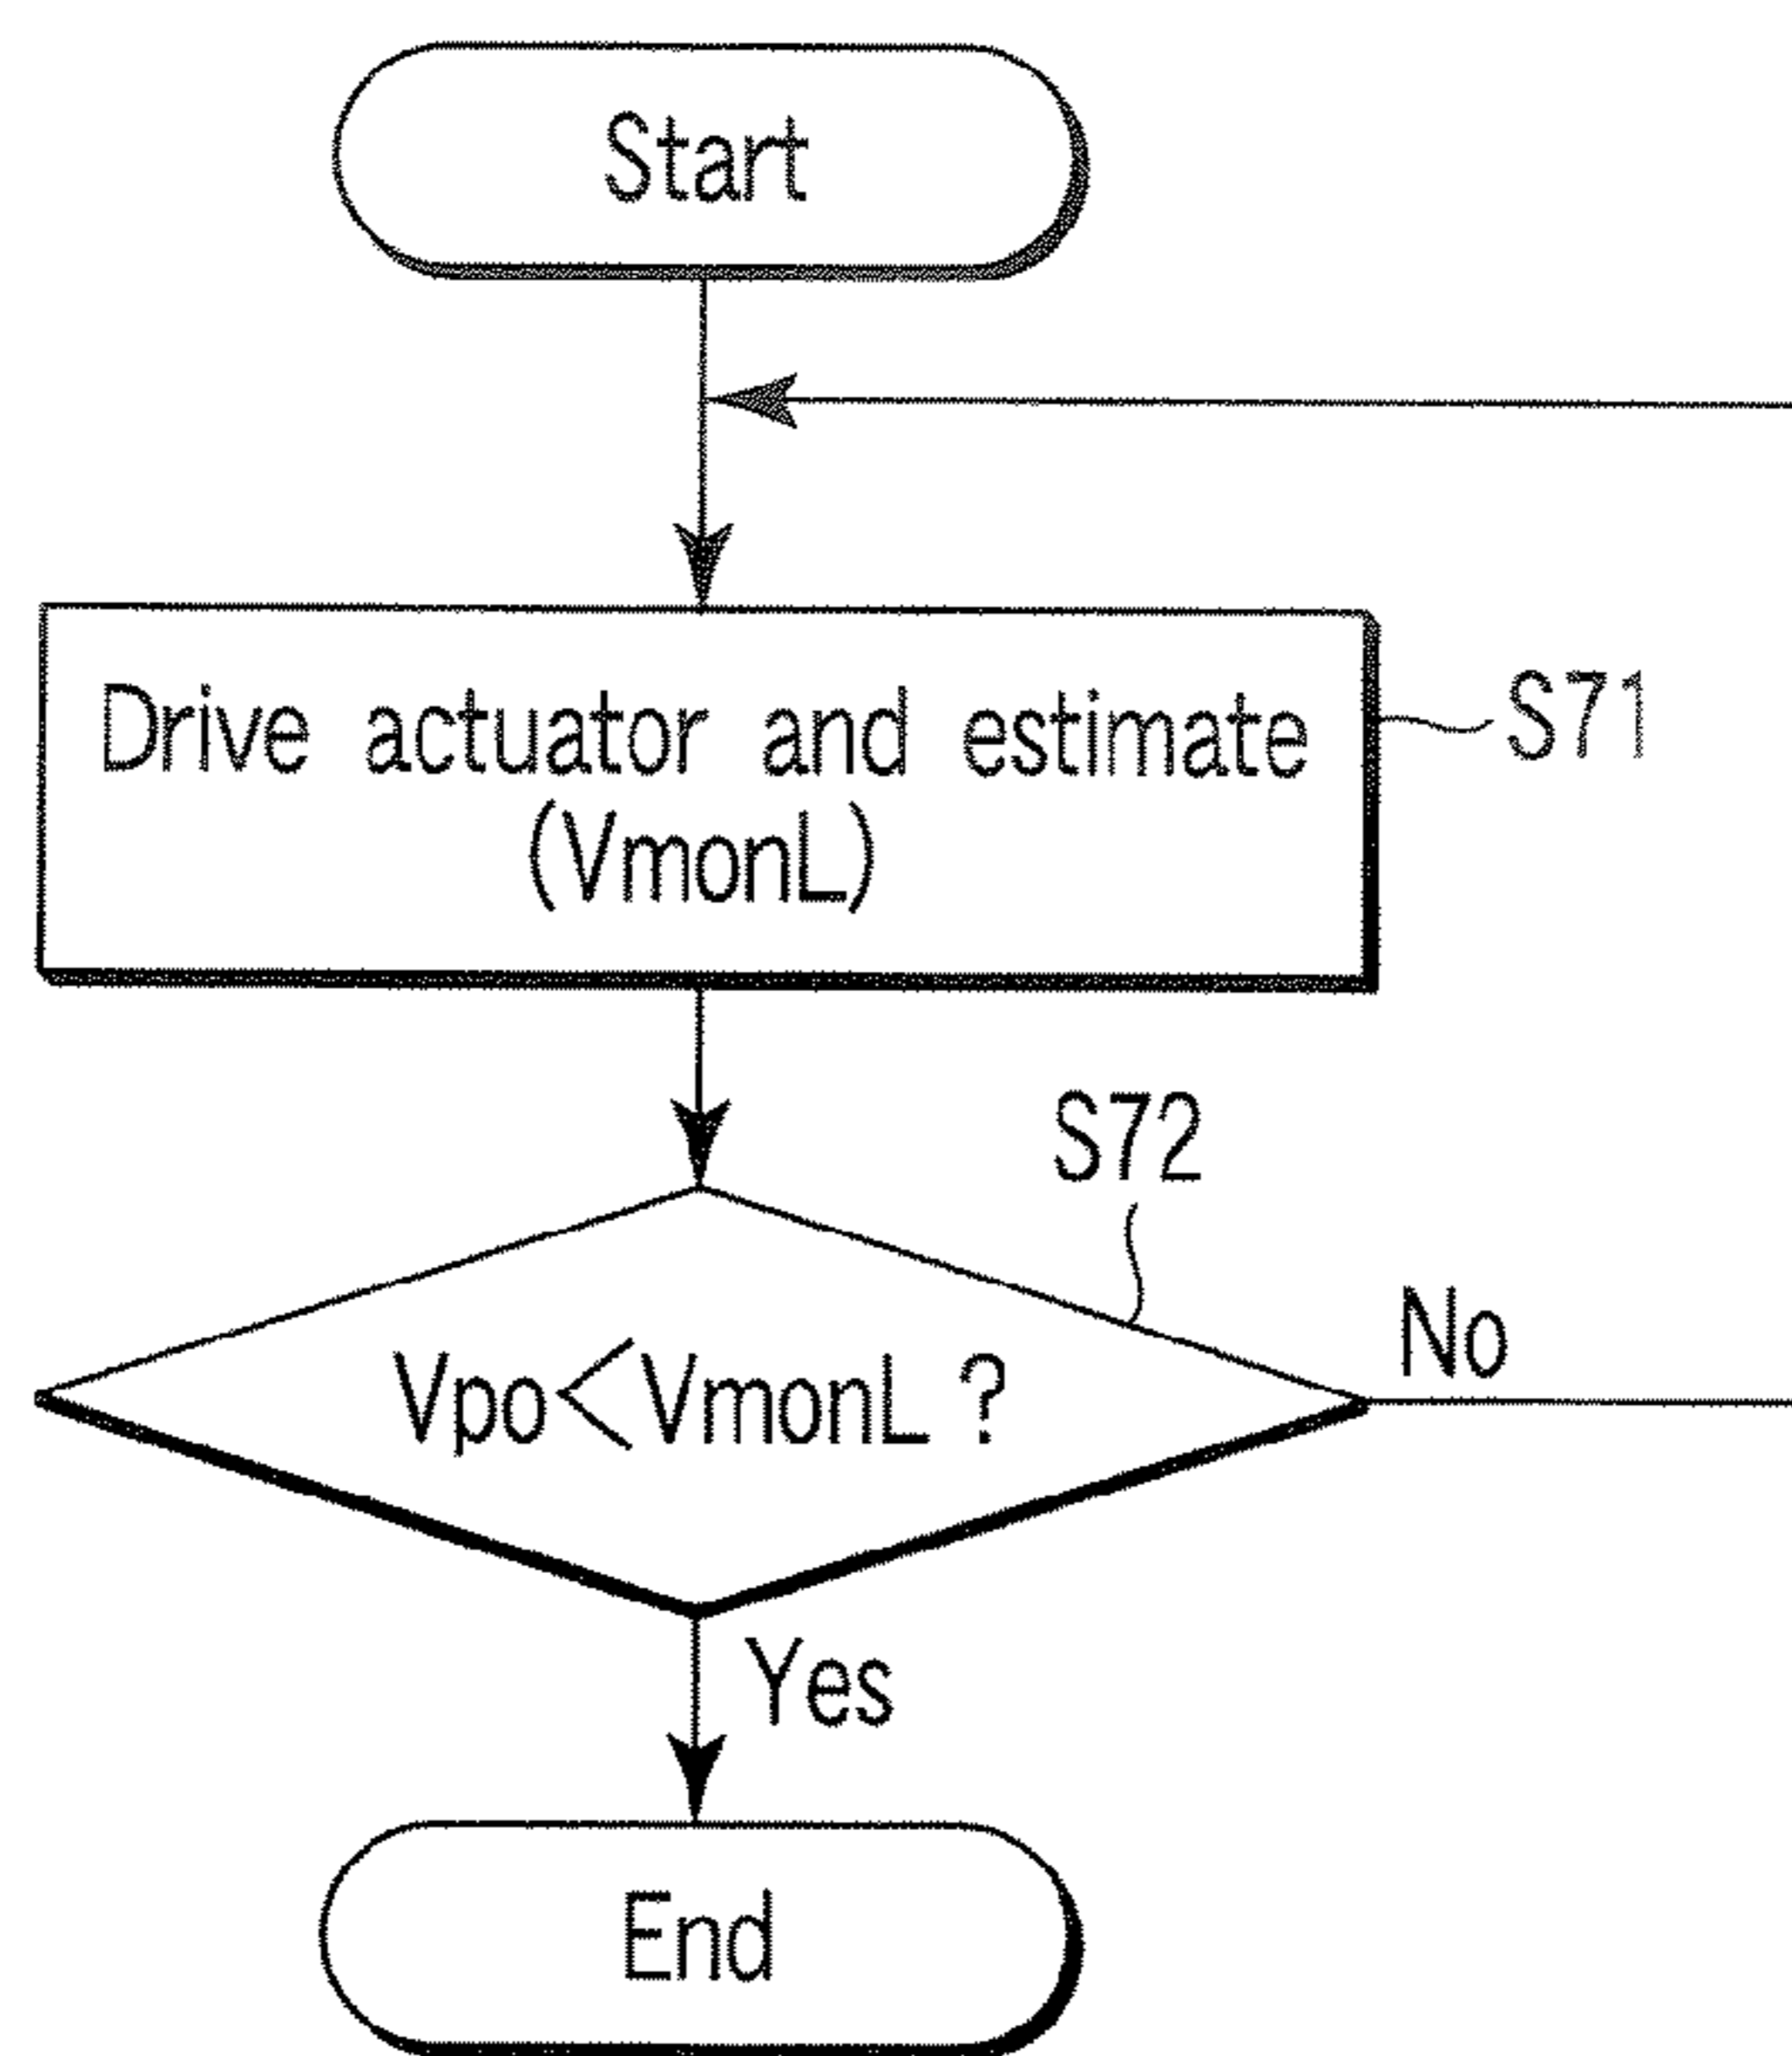 Start
Drive actuator and estimate
(VmonL)
S71
S72
Vpo<VmonL ?
No
Yes
End